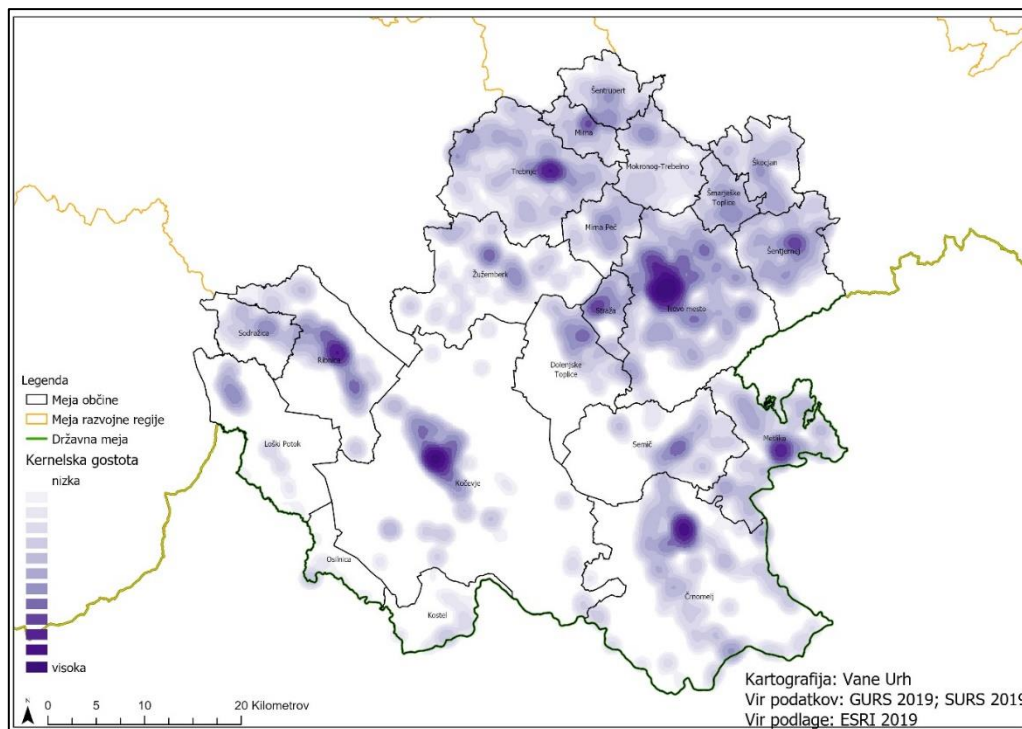 Šentrupert
Mirna
Trebnje
Mokronog-Trebelno
Škocjan
Šmarješke
Toplice
Mirna Peč
Šentjernej
Žužemberk
Straža
Novo mesto
Sodražica
Ribnica
Dolenjske
Toplice
Loški Potok
Semič
Metlika
Kočevje
Osilnica
Kostel
Črnomelj
Legenda
Meja občine
Meja razvojne regije
Državna meja
Kernelska gostota
nizka
visoka
N
0 5 10 20 Kilometrov
Kartografija: Vane Urh
Vir podatkov: GURS 2019; SURS 2019
Vir podlage: ESRI 2019